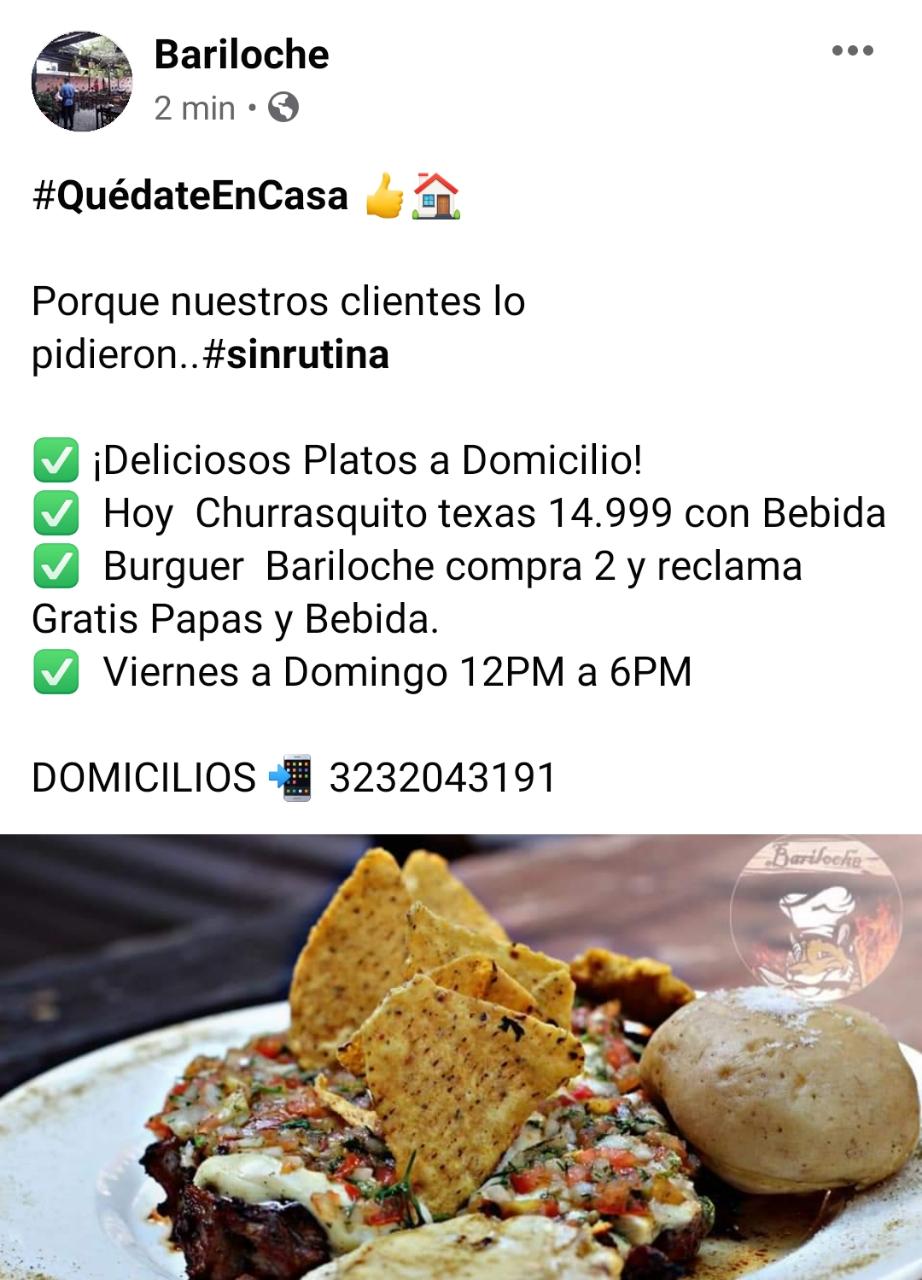 Bariloche
2 min •
#QuédateEnCasa 👍🏠
Porque nuestros clientes lo
pidieron..#sinrutina
✅ ¡Deliciosos Platos a Domicilio!
✅ Hoy  Churrasquito texas 14.999 con Bebida
✅ Burguer  Bariloche compra 2 y reclama
Gratis Papas y Bebida.
✅ Viernes a Domingo 12PM a 6PM
DOMICILIOS 📲 3232043191
Bariloche